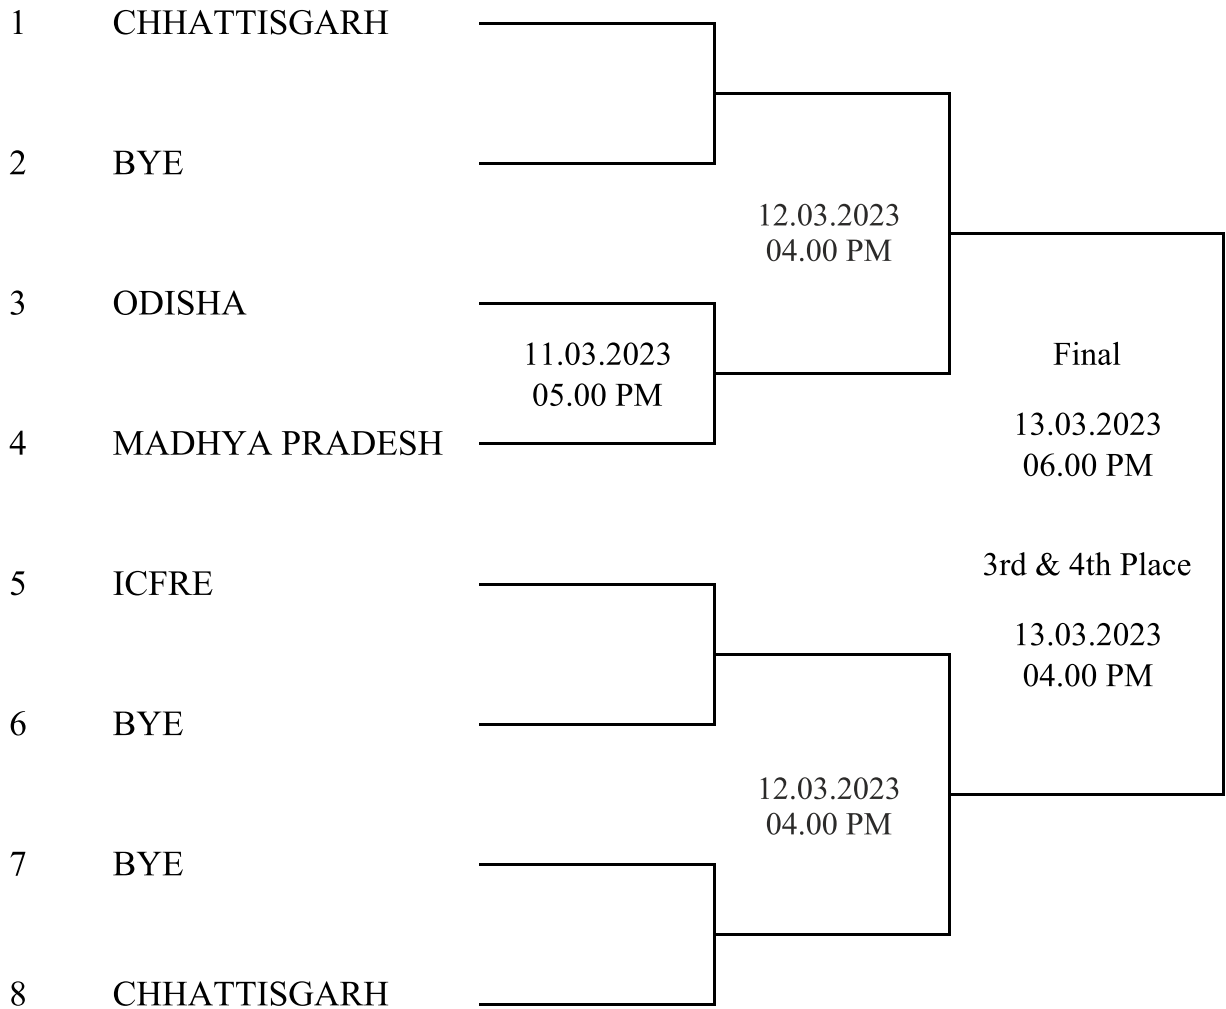 1 CHHATTISGARH
2 BYE
12.03.2023
04.00 PM
3 ODISHA
11.03.2023
05.00 PM
4 MADHYA PRADESH
Final
13.03.2023
06.00 PM
3rd & 4th Place
13.03.2023
04.00 PM
5 ICFRE
6 BYE
12.03.2023
04.00 PM
7 BYE
8 CHHATTISGARH